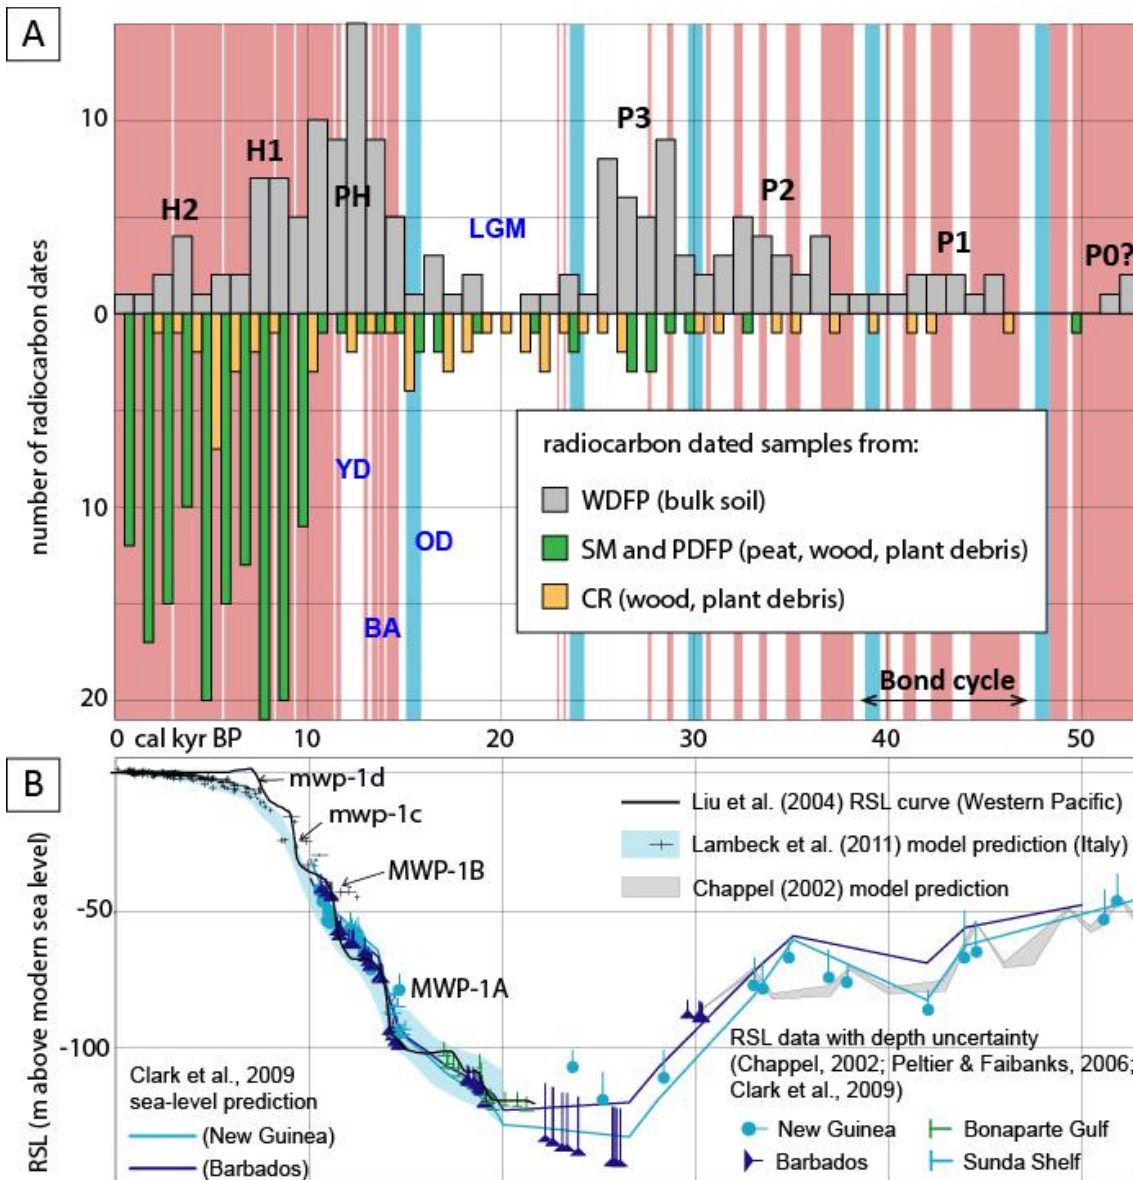 A
10
0
10
20
number of radiocarbon dates
H2
H1
PH
LGM
P3
P2
P1
P0?
YD
OD
BA
radiocarbon dated samples from:
WDFP (bulk soil)
SM and PDFP (peat, wood, plant debris)
CR (wood, plant debris)
Bond cycle
0 cal kyr BP 10 20 30 40 50
B
mwp-1d
mwp-1c
MWP-1B
MWP-1A
-50
-100
RSL (m above modern sea level)
Liu et al. (2004) RSL curve (Western Pacific)
Lambeck et al. (2011) model prediction (Italy)
Chappel (2002) model prediction
Clark et al., 2009
sea-level prediction
(New Guinea)
(Barbados)
RSL data with depth uncertainty
(Chappel, 2002; Peltier & Faibanks, 2006;
Clark et al., 2009)
New Guinea
Bonaparte Gulf
Barbados
Sunda Shelf